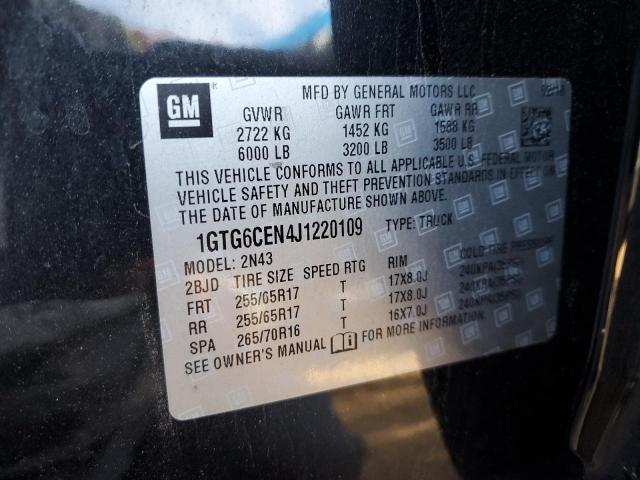 GM
MFD BY GENERAL MOTORS LLC
GVWR GAWR FRT GAWR RR
2722 KG 1452 KG 1588 KG
6000 LB 3200 LB 3500 LB
THIS VEHICLE CONFORMS TO ALL APPLICABLE U.S. FEDERAL MOTOR
VEHICLE SAFETY AND THEFT PREVENTION STANDARDS IN EFFECT ON
THE DATE OF MANUFACTURE SHOWN ABOVE.
1GTG6CEN4J1220109 TYPE: TRUCK
MODEL: 2N43
2BJD TIRE SIZE SPEED RTG RIM COLD TIRE PRESSURE
FRT 255/65R17 T 17X8.0J
RR 255/65R17 T 17X8.0J
SPA 265/70R16 T 16X7.0J
SEE OWNER'S MANUAL FOR MORE INFORMATION.